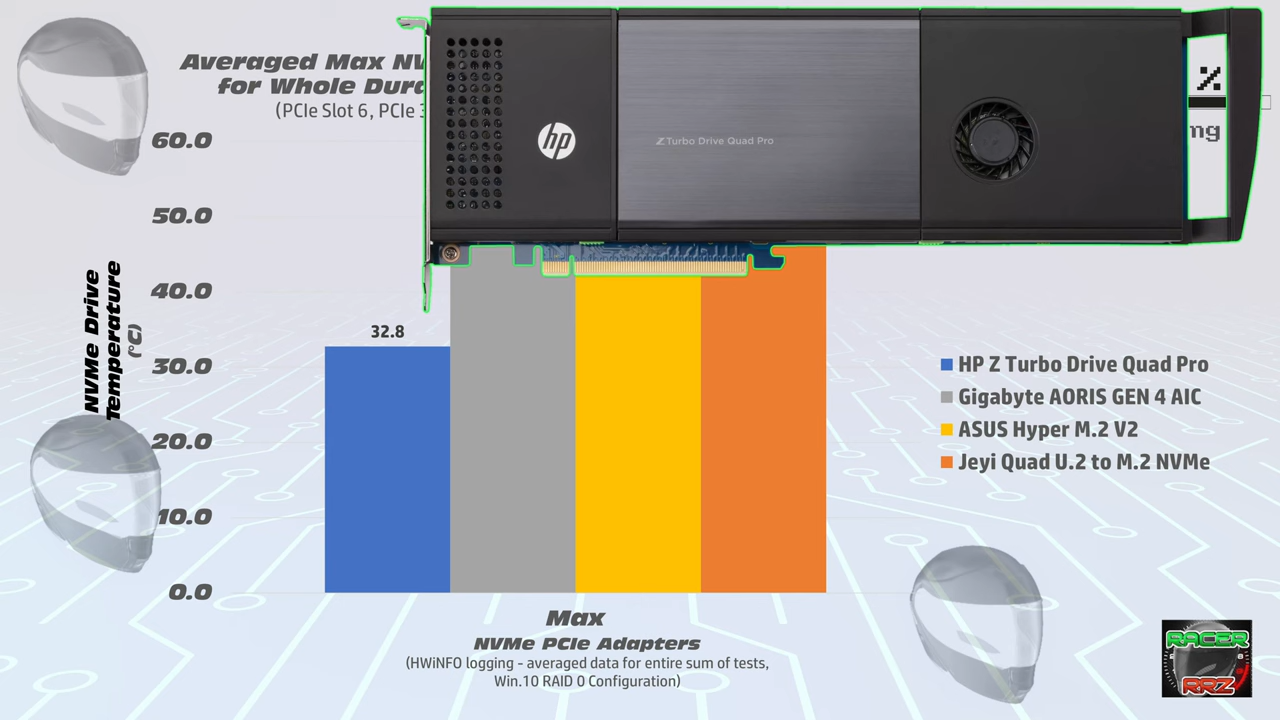 Averaged Max
for Whole
(PCIe Slot 6, PCIe
%
ng
hp
Z Turbo Drive Quad Pro
60.0
50.0
40.0
30.0
20.0
10.0
0.0
NVMe Drive
Temperature
(°C)
32.8
HP Z Turbo Drive Quad Pro
Gigabyte AORIS GEN 4 AIC
ASUS Hyper M.2 V2
Jeyi Quad U.2 to M.2 NVMe
Max
NVMe PCIe Adapters
(HWiNFO logging - averaged data for entire sum of tests,
Win.10 RAID 0 Configuration)
RACER
RRZ